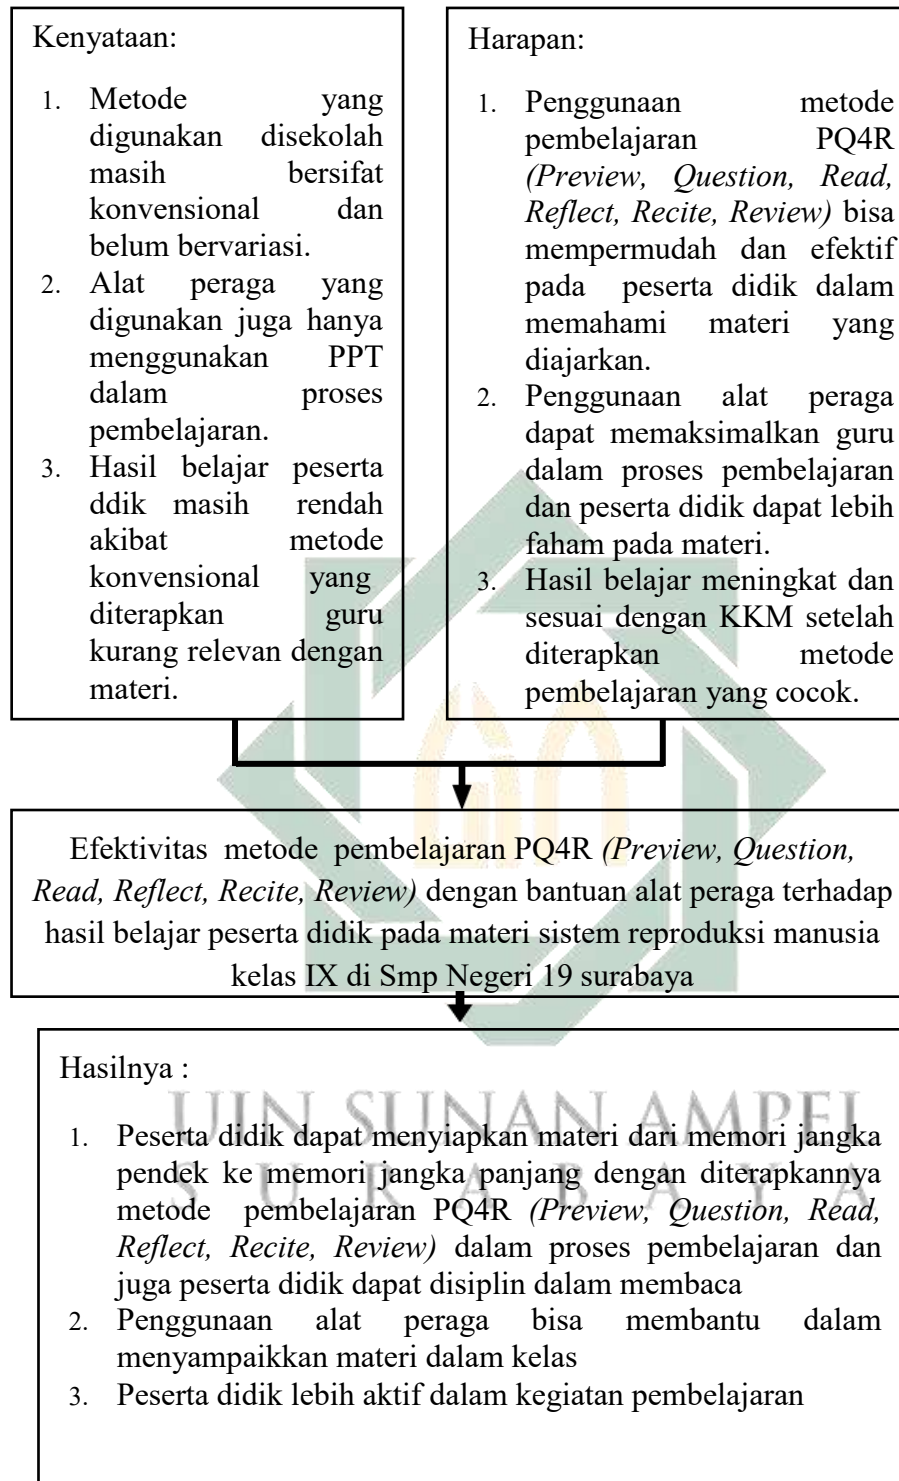 Kenyataan:
1. Metode yang
digunakan disekolah
masih bersifat
konvensional dan
belum bervariasi.
2. Alat peraga yang
digunakan juga hanya
menggunakan PPT
dalam proses
pembelajaran.
3. Hasil belajar peserta
ddik masih rendah
akibat metode
konvensional yang
diterapkan guru
kurang relevan dengan
materi.
Harapan:
1. Penggunaan metode
pembelajaran PQ4R
(Preview, Question, Read,
Reflect, Recite, Review) bisa
mempermudah dan efektif
pada peserta didik dalam
memahami materi yang
diajarkan.
2. Penggunaan alat peraga
dapat memaksimalkan guru
dalam proses pembelajaran
dan peserta didik dapat lebih
faham pada materi.
3. Hasil belajar meningkat dan
sesuai dengan KKM setelah
diterapkan metode
pembelajaran yang cocok.
Efektivitas metode pembelajaran PQ4R (Preview, Question,
Read, Reflect, Recite, Review) dengan bantuan alat peraga terhadap
hasil belajar peserta didik pada materi sistem reproduksi manusia
kelas IX di Smp Negeri 19 surabaya
Hasilnya :
UIN SUNAN AMPEL
S U R A B A Y A
1. Peserta didik dapat menyiapkan materi dari memori jangka
pendek ke memori jangka panjang dengan diterapkannya
metode pembelajaran PQ4R (Preview, Question, Read,
Reflect, Recite, Review) dalam proses pembelajaran dan
juga peserta didik dapat disiplin dalam membaca
2. Penggunaan alat peraga bisa membantu dalam
menyampaikkan materi dalam kelas
3. Peserta didik lebih aktif dalam kegiatan pembelajaran